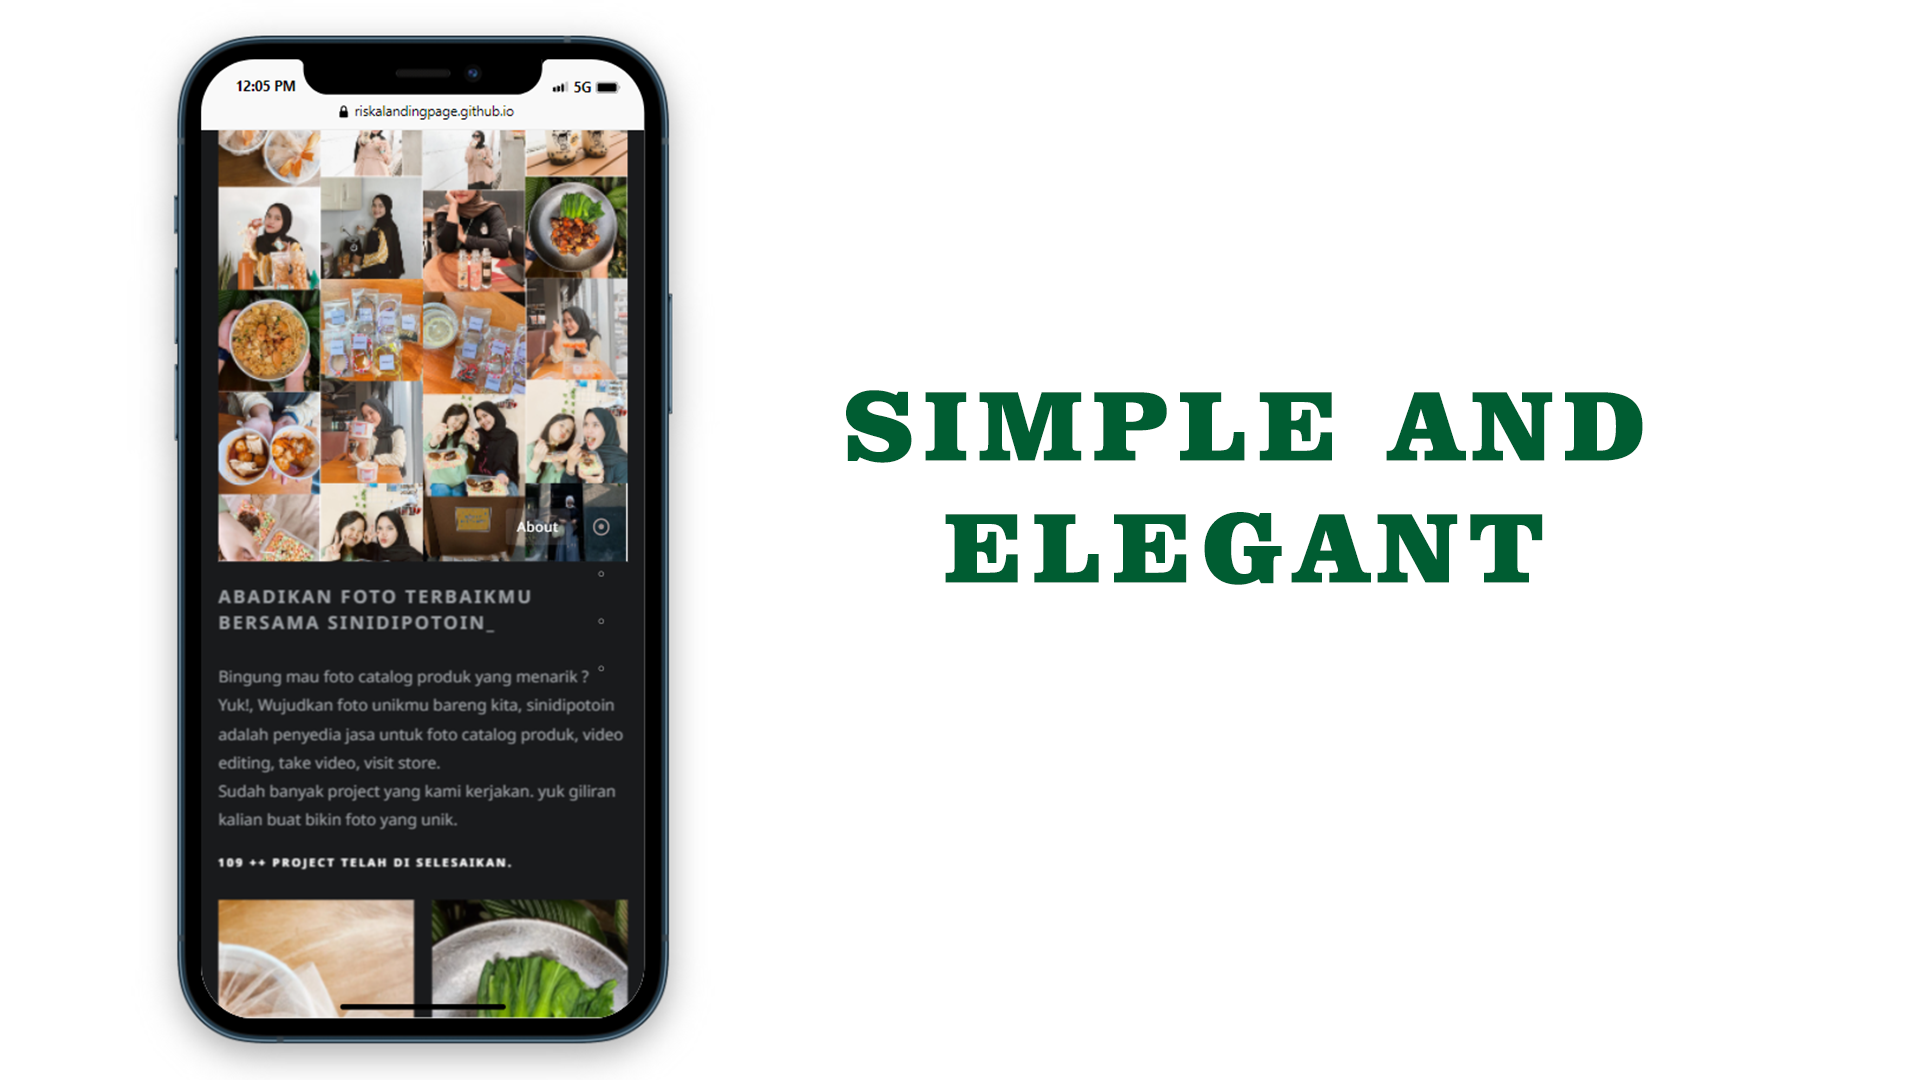 12:05 PM
5G
riskalandingpage.github.io
About
ABADIKAN FOTO TERBAIKMU
BERSAMA SINIDIPOTOIN_
Bingung mau foto catalog produk yang menarik ?
Yuk!, Wujudkan foto unikmu bareng kita, sinidipotoin
adalah penyedia jasa untuk foto catalog produk, video
editing, take video, visit store.
Sudah banyak project yang kami kerjakan. yuk giliran
kalian buat bikin foto yang unik.
109 ++ PROJECT TELAH DI SELESAIKAN.
SIMPLE AND
ELEGANT